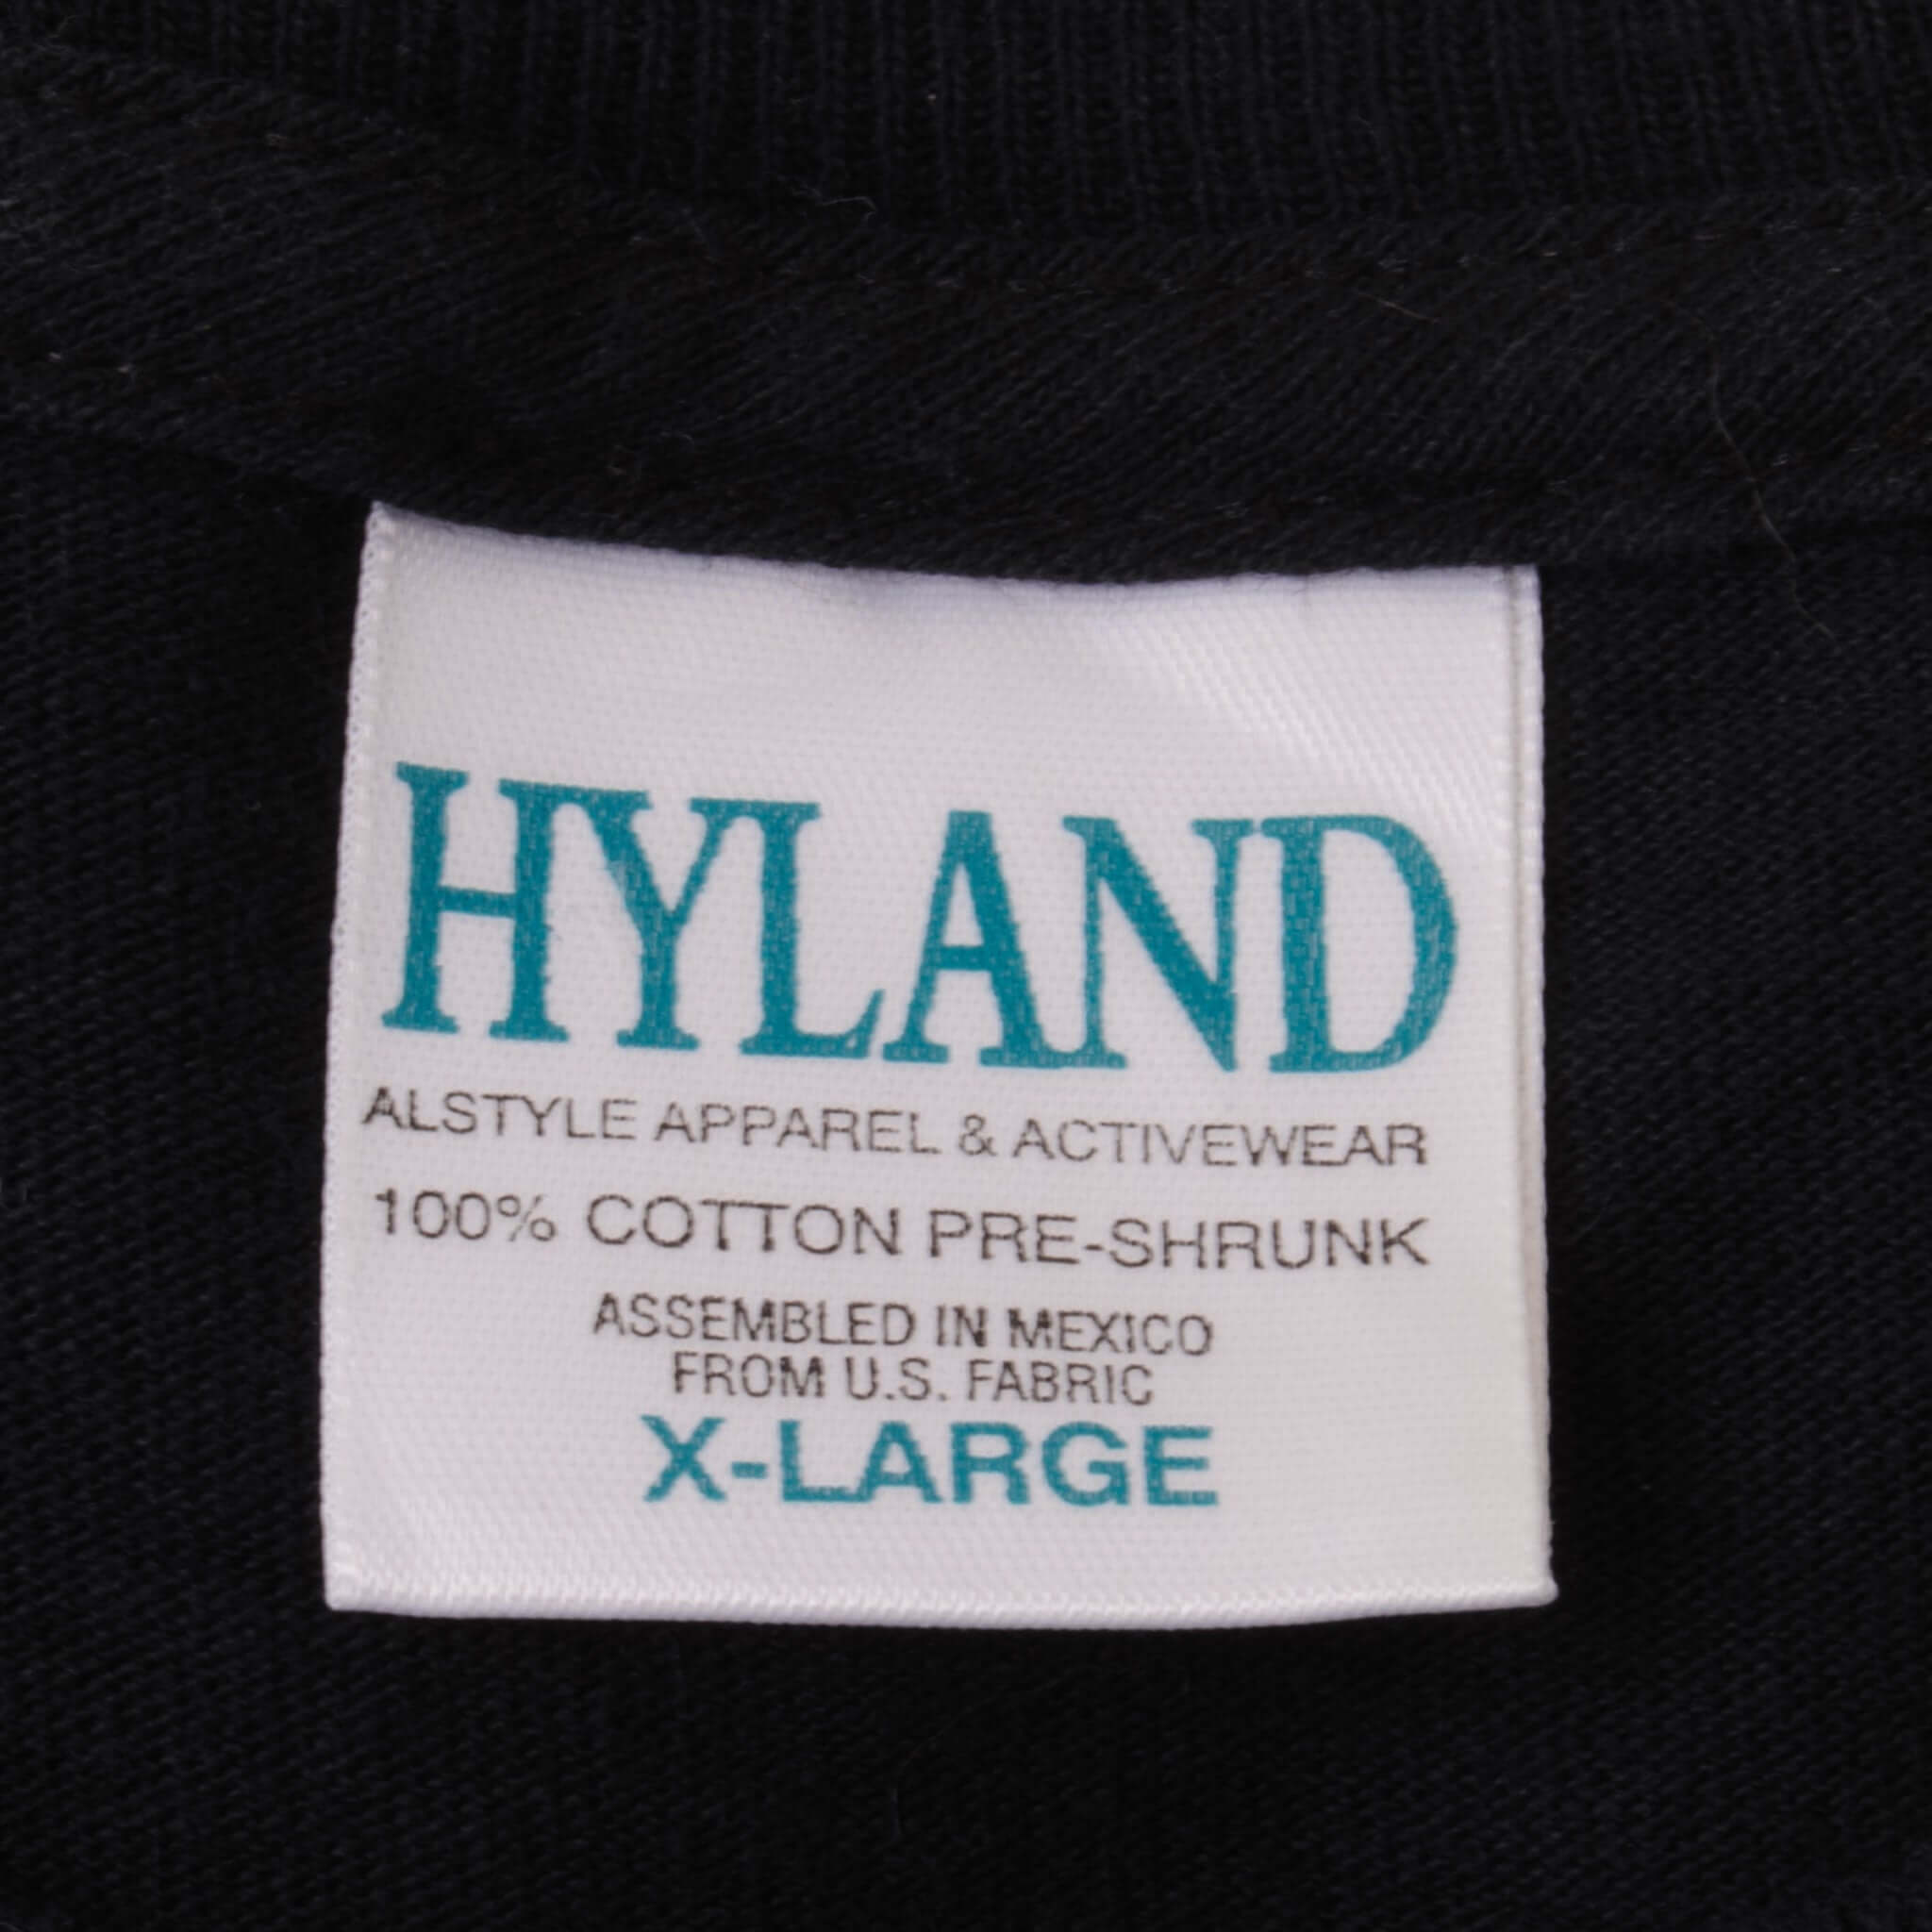 HYLAND
ALSTYLE APPAREL & ACTIVEWEAR
100% COTTON PRE-SHRUNK
ASSEMBLED IN MEXICO
FROM U.S. FABRIC
X-LARGE